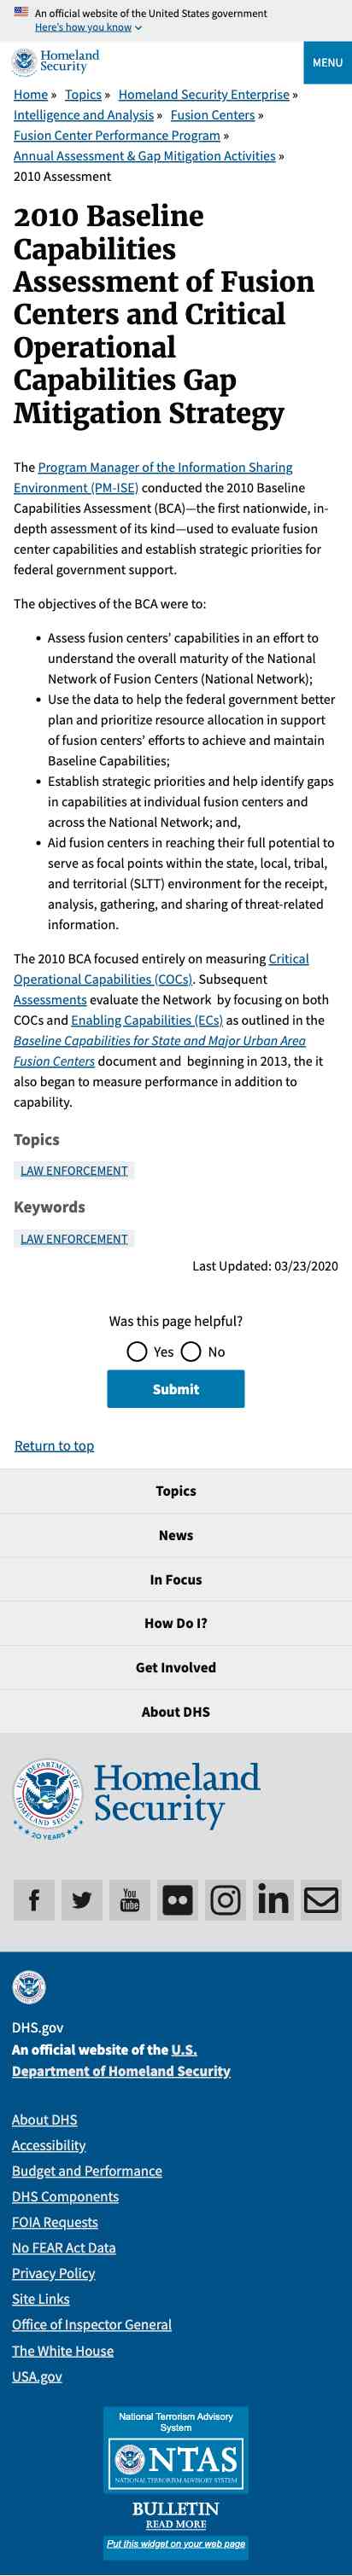 An official website of the United States government
Here's how you know
Homeland
Security
MENU
Home » Topics » Homeland Security Enterprise »
Intelligence and Analysis » Fusion Centers »
Fusion Center Performance Program »
Annual Assessment & Gap Mitigation Activities »
2010 Assessment
2010 Baseline
Capabilities
Assessment of Fusion
Centers and Critical
Operational
Capabilities Gap
Mitigation Strategy
The Program Manager of the Information Sharing
Environment (PM-ISE) conducted the 2010 Baseline
Capabilities Assessment (BCA)—the first nationwide, in-
depth assessment of its kind—used to evaluate fusion
center capabilities and establish strategic priorities for
federal government support.
The objectives of the BCA were to:
• Assess fusion centers’ capabilities in an effort to
understand the overall maturity of the National
Network of Fusion Centers (National Network);
• Use the data to help the federal government better
plan and prioritize resource allocation in support
of fusion centers’ efforts to achieve and maintain
Baseline Capabilities;
• Establish strategic priorities and help identify gaps
in capabilities at individual fusion centers and
across the National Network; and,
• Aid fusion centers in reaching their full potential to
serve as focal points within the state, local, tribal,
and territorial (SLTT) environment for the receipt,
analysis, gathering, and sharing of threat-related
information.
The 2010 BCA focused entirely on measuring Critical
Operational Capabilities (COCs). Subsequent
Assessments evaluate the Network by focusing on both
COCs and Enabling Capabilities (ECs) as outlined in the
Baseline Capabilities for State and Major Urban Area
Fusion Centers document and beginning in 2013, the it
also began to measure performance in addition to
capability.
Topics
LAW ENFORCEMENT
Keywords
LAW ENFORCEMENT
Last Updated: 03/23/2020
Was this page helpful?
Yes No
Submit
Return to top
Topics
News
In Focus
How Do I?
Get Involved
About DHS
U.S. DEPARTMENT OF HOMELAND SECURITY
20 YEARS
Homeland
Security
You
Tube
in
DHS.gov
An official website of the U.S.
Department of Homeland Security
About DHS
Accessibility
Budget and Performance
DHS Components
FOIA Requests
No FEAR Act Data
Privacy Policy
Site Links
Office of Inspector General
The White House
USA.gov
National Terrorism Advisory
System
NTAS
NATIONAL TERRORISM ADVISORY SYSTEM
BULLETIN
READ MORE
Put this widget on your web page